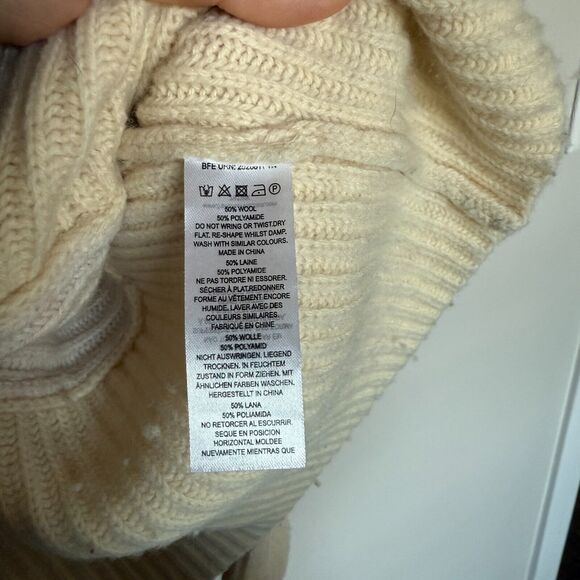 BFE URN:
50% WOOL
50% POLYAMIDE
DO NOT WRING OR TWIST.DRY
FLAT. RE-SHAPE WHILST DAMP.
WASH WITH SIMILAR COLOURS.
MADE IN CHINA
50% LAINE
50% POLYAMIDE
NE PAS TORDRE NI ESSORER.
SÉCHER À PLAT.REDONNER
FORME AU VÊTEMENT ENCORE
HUMIDE. LAVER AVEC DES
COULEURS SIMILAIRES.
FABRIQUÉ EN CHINE
50% WOLLE
50% POLYAMID
NICHT AUSWRINGEN. LIEGEND
TROCKNEN. IN FEUCHTEM
ZUSTAND IN FORM ZIEHEN. MIT
ÄHNLICHEN FARBEN WASCHEN.
HERGESTELLT IN CHINA
50% LANA
50% POLIAMIDA
NO RETORCER AL ESCURRIR.
SEQUE EN POSICION
HORIZONTAL MOLDEE
NUEVAMENTE MIENTRAS QUE